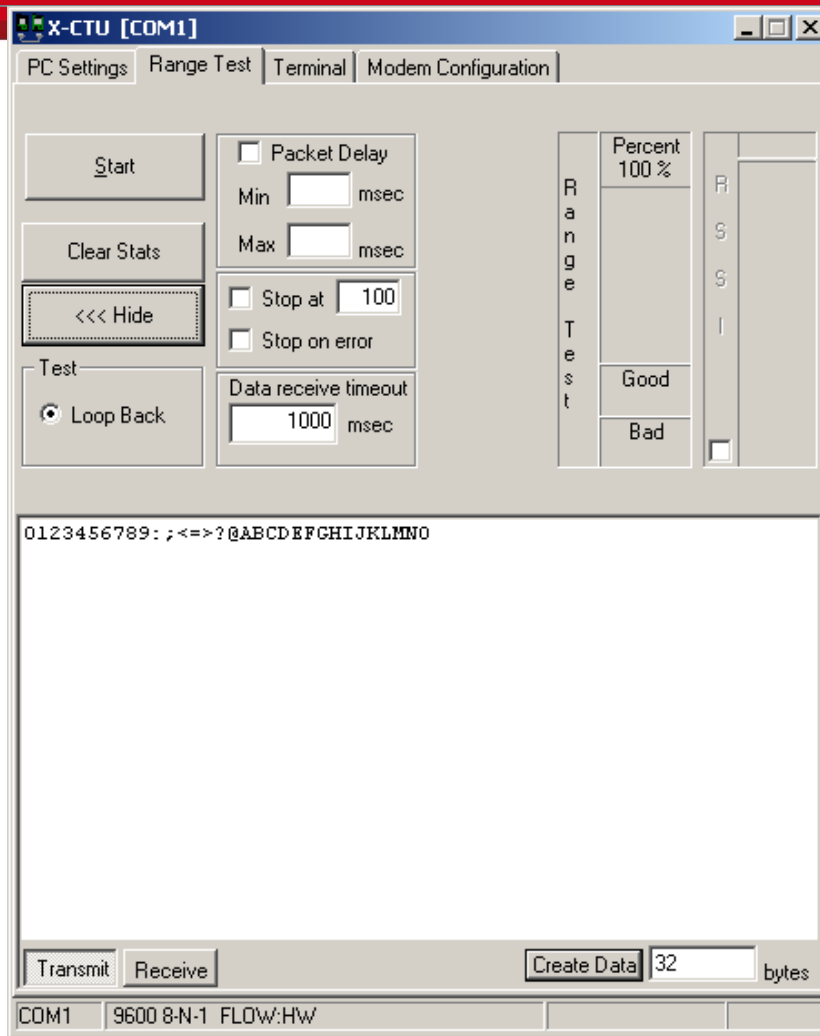 X-CTU [COM1]
PC Settings Range Test Terminal Modem Configuration
Start
Clear Stats
<<< Hide
Test
Loop Back
Packet Delay
Min msec
Max msec
Stop at 100
Stop on error
Data receive timeout
1000 msec
Range Test
Percent
100 %
Good
Bad
RSSI
0123456789:;<=>?@ABCDEFGHIJKLMNO
Transmit Receive Create Data 32 bytes
COM1 9600 8-N-1 FLOW:HW